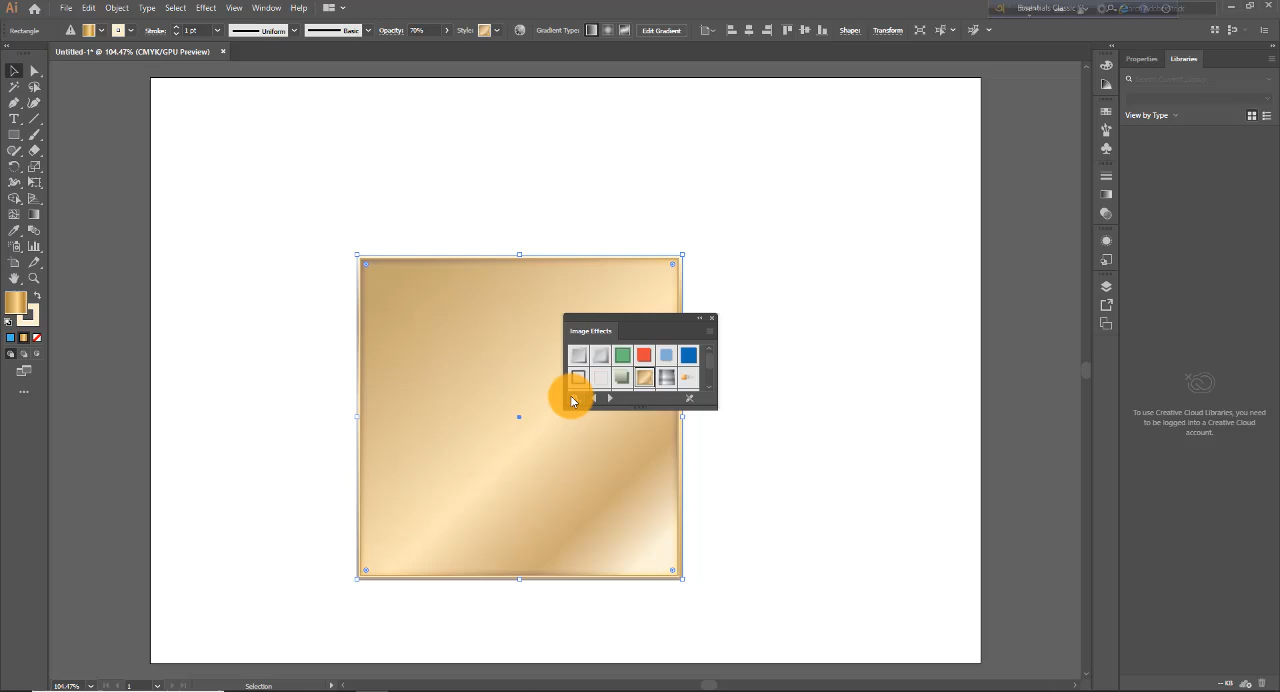 Ai File Edit Object Type Select Effect View Window Help Essentials Classic
Rectangle Stroke: 1 pt Uniform Basic Opacity: 70% Style: Gradient Type: Edit Gradient Shape: Transform
Untitled-1* @ 104.47% (CMYK/GPU Preview) ×
Properties Libraries
View by Type
Image Effects
To use Creative Cloud Libraries, you need
to be logged into a Creative Cloud
account.
104.47% 1 Selection -- KB